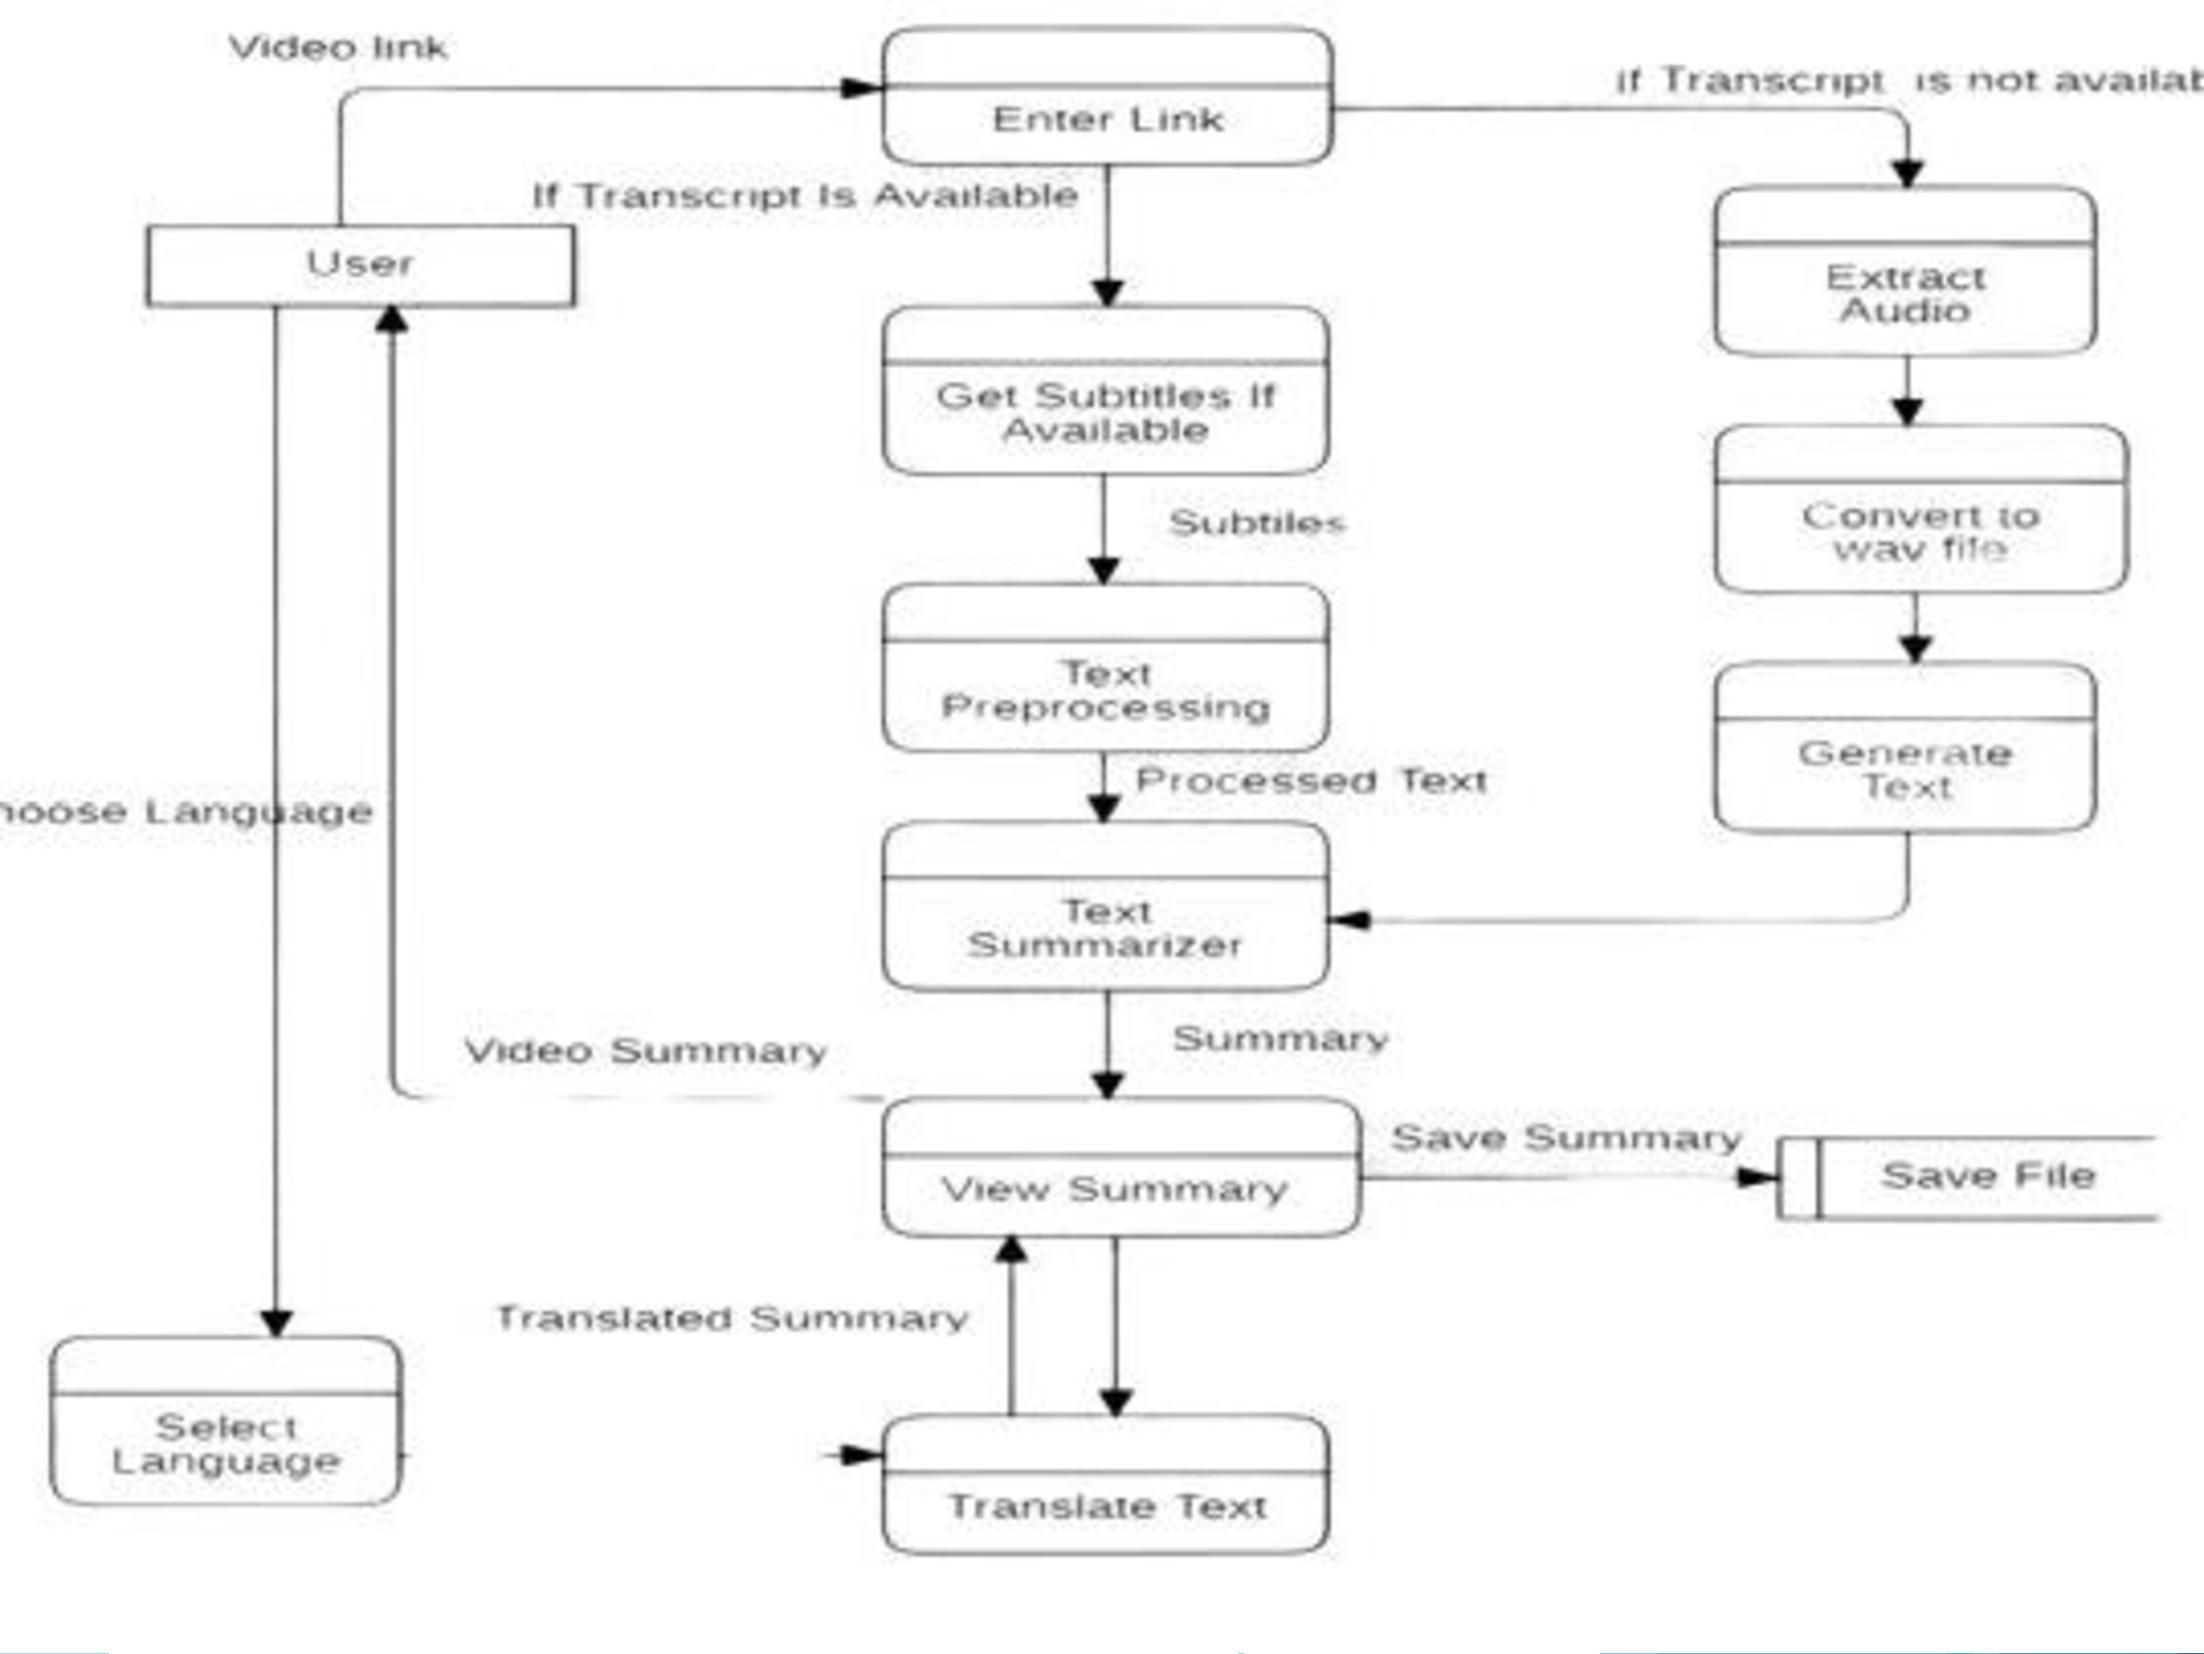 Video link
If Transcript is not availab
Enter Link
If Transcript Is Available
User
Extract
Audio
Get Subtitles If
Available
Convert to
wav file
Subtiles
Text
Preprocessing
Generate
Text
Processed Text
hoose Language
Text
Summarizer
Video Summary
Summary
Save Summary
View Summary
Save File
Translated Summary
Select
Language
Translate Text